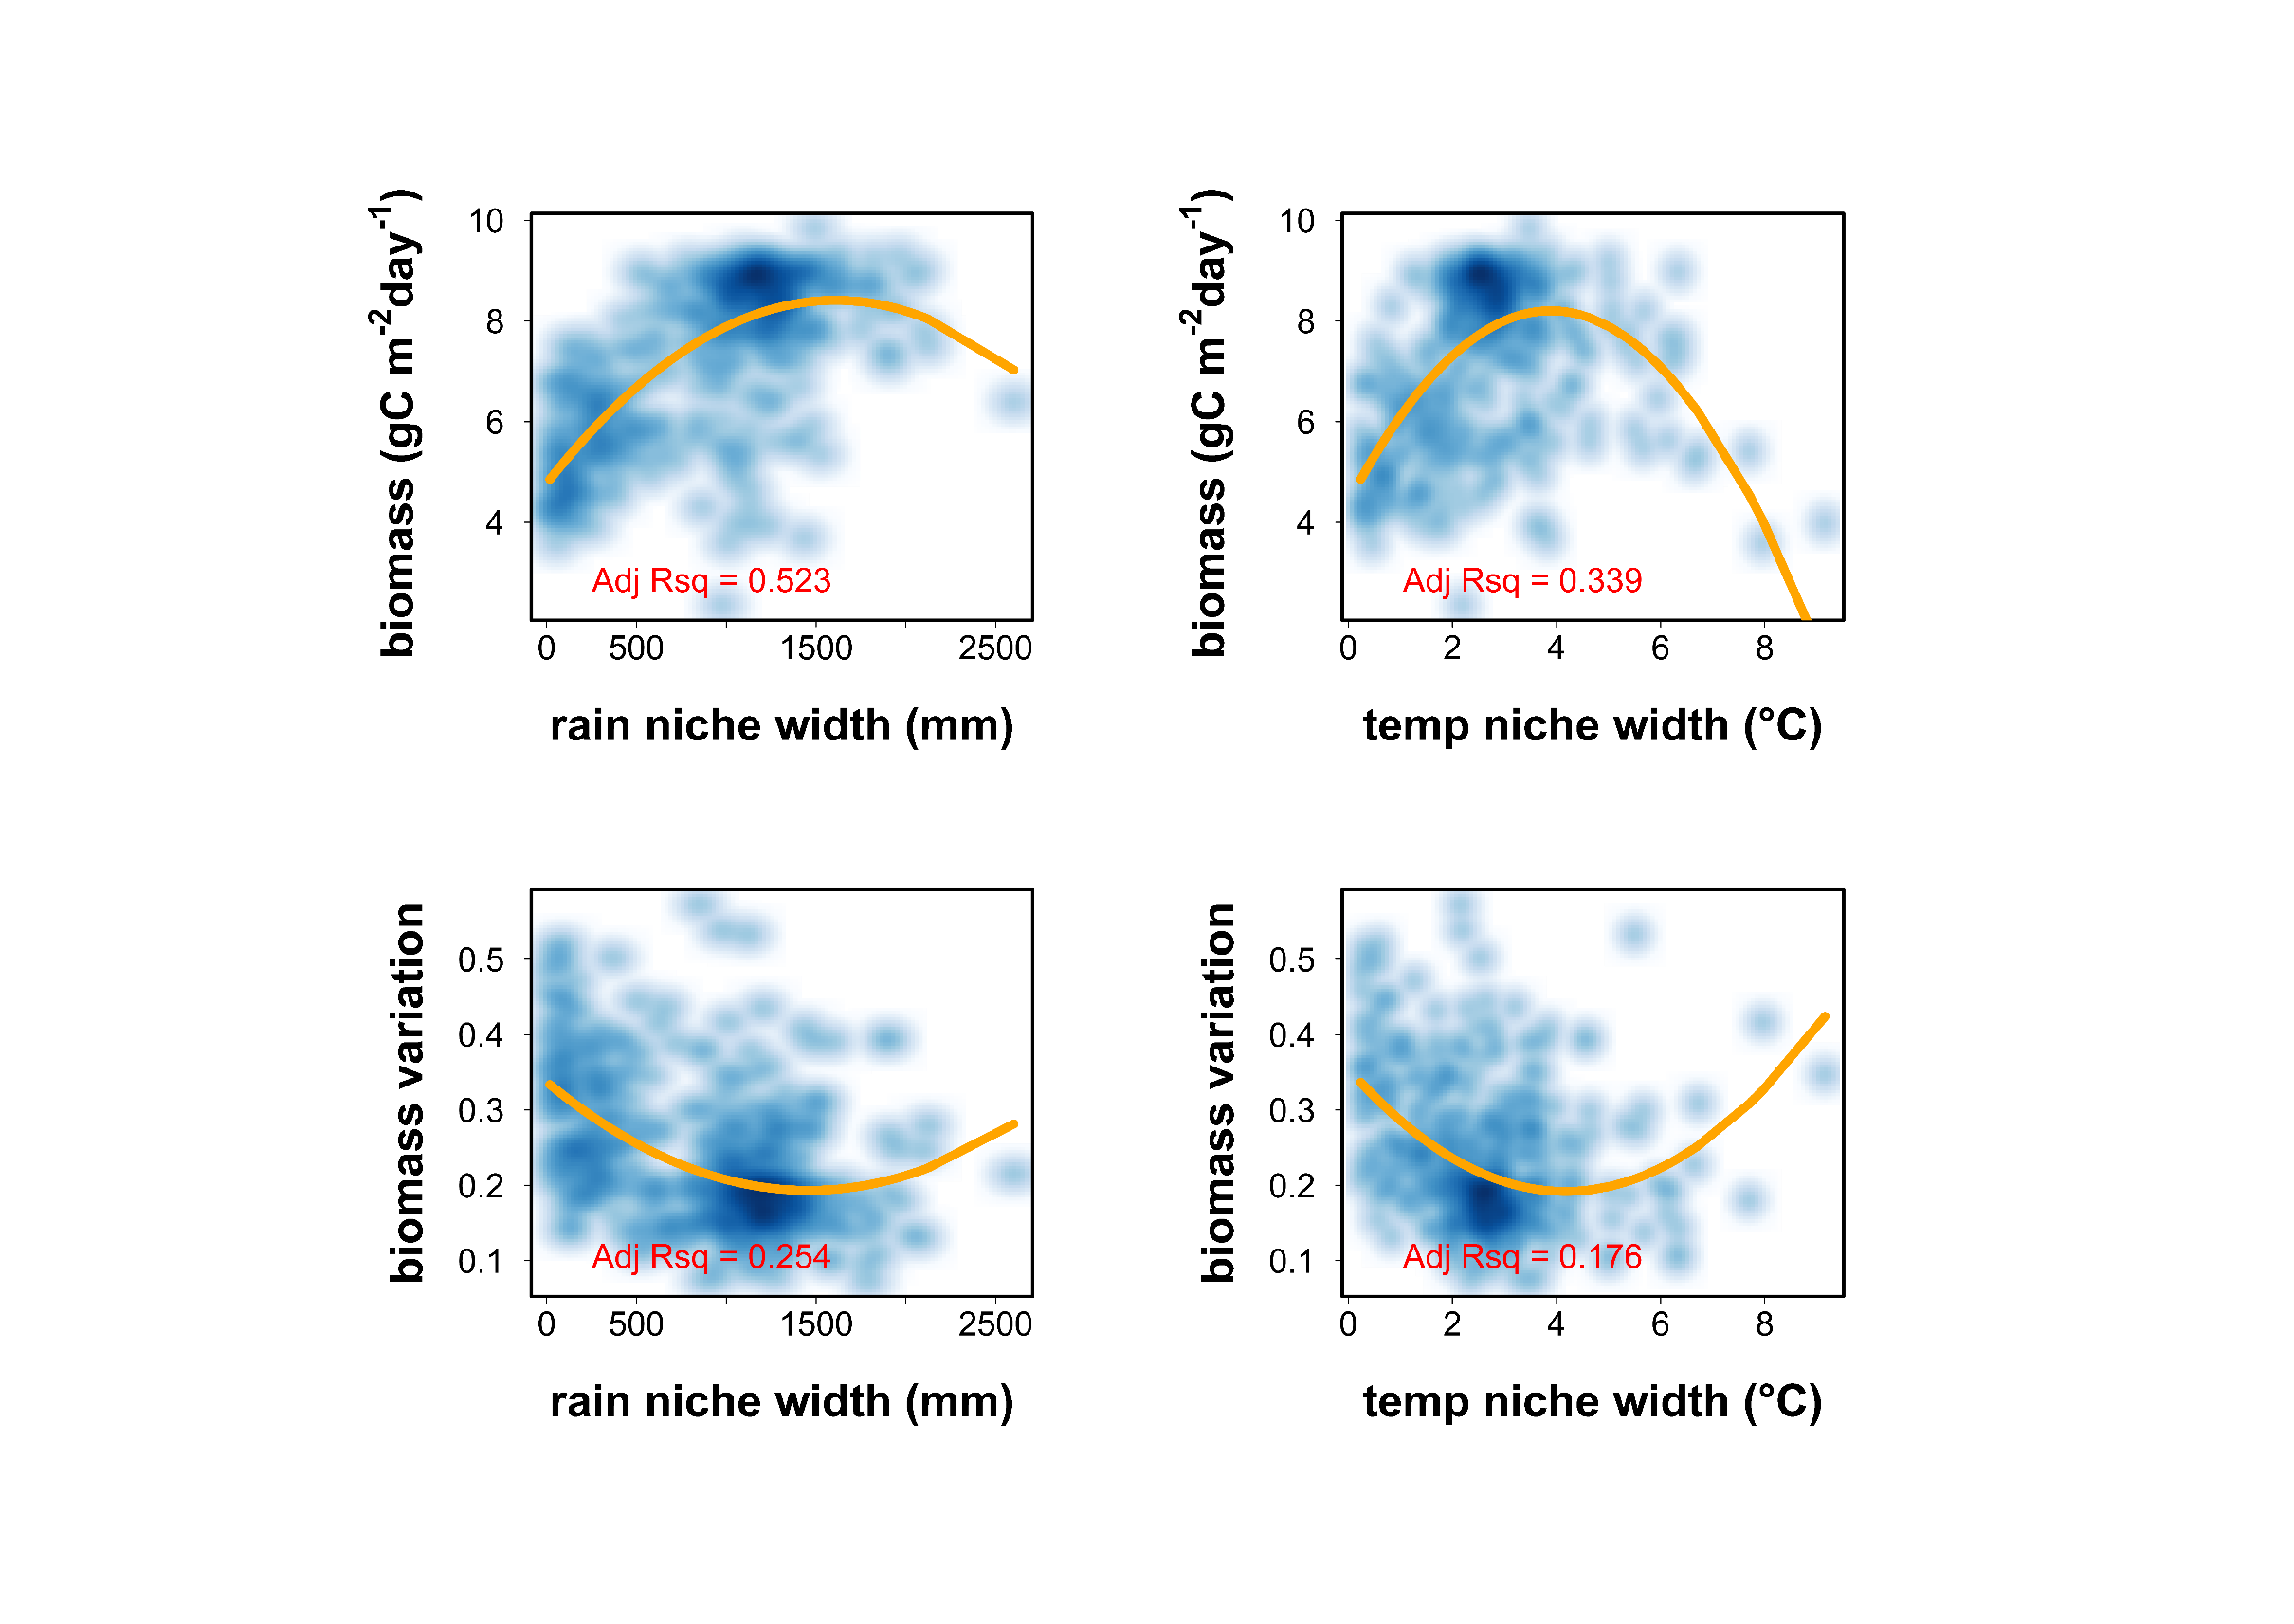 biomass (gC m-2day-1)
10
8
6
4
Adj Rsq = 0.523
0 500 1500 2500
rain niche width (mm)
biomass (gC m-2day-1)
10
8
6
4
Adj Rsq = 0.339
0 2 4 6 8
temp niche width (°C)
biomass variation
0.5
0.4
0.3
0.2
0.1
Adj Rsq = 0.254
0 500 1500 2500
rain niche width (mm)
biomass variation
0.5
0.4
0.3
0.2
0.1
Adj Rsq = 0.176
0 2 4 6 8
temp niche width (°C)